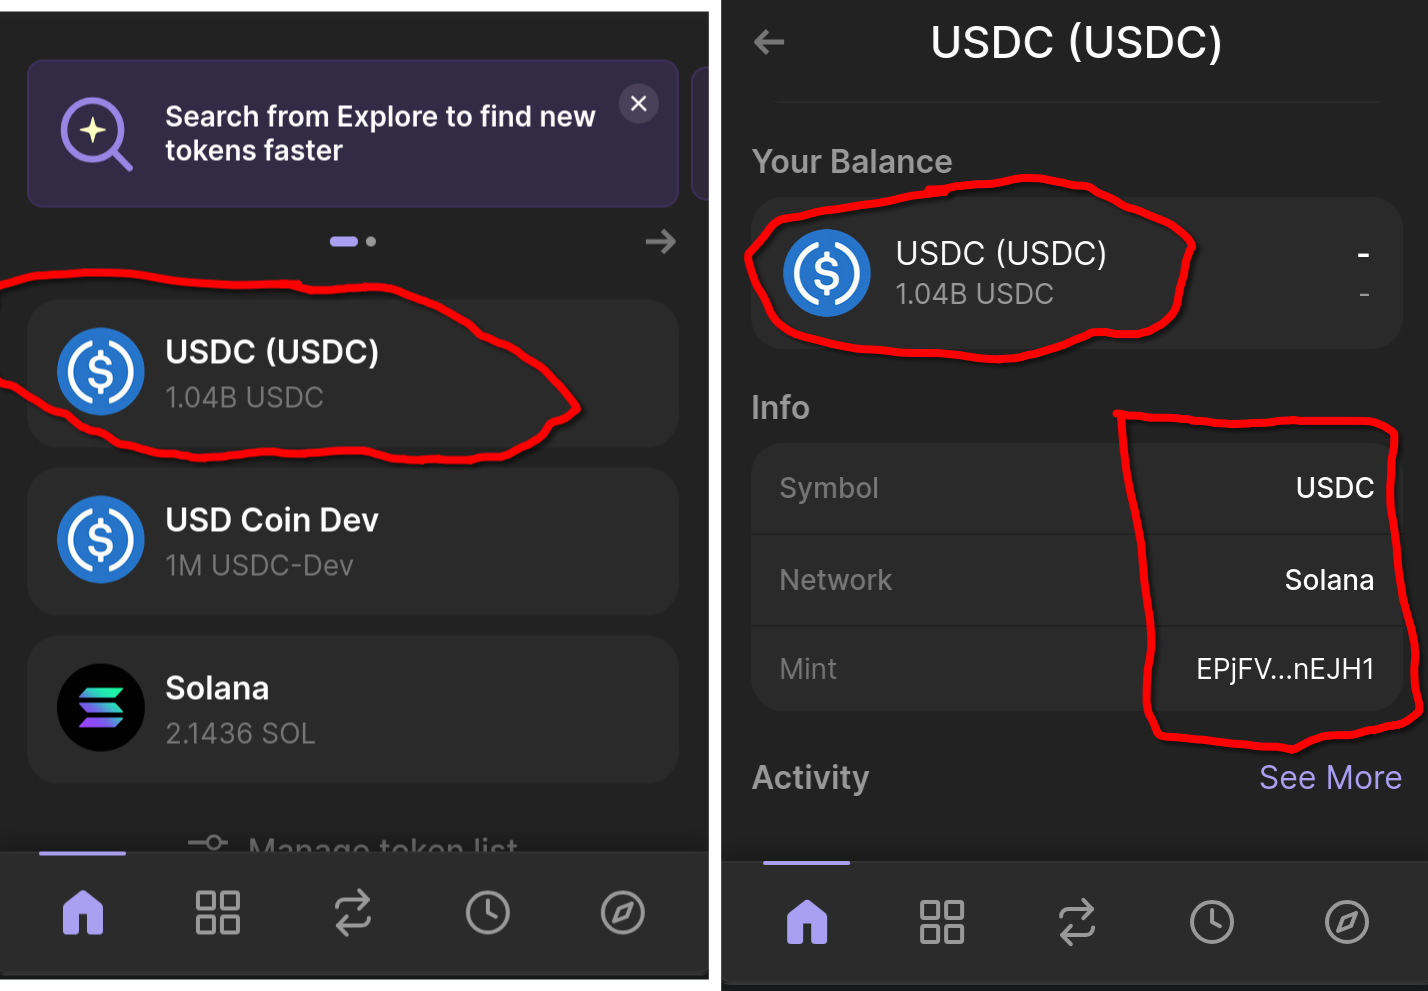 Search from Explore to find new
tokens faster
USDC (USDC)
1.04B USDC
USD Coin Dev
1M USDC-Dev
Solana
2.1436 SOL
Manage token list
USDC (USDC)
Your Balance
USDC (USDC)
1.04B USDC
-
-
Info
Symbol USDC
Network Solana
Mint EPjFV...nEJH1
Activity See More